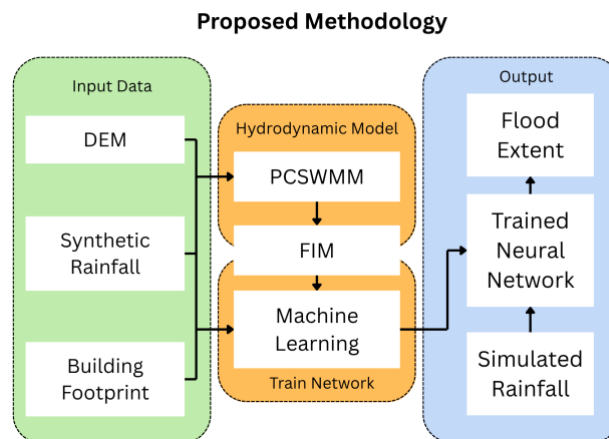 Proposed Methodology
Input Data
DEM
Synthetic
Rainfall
Building
Footprint
Hydrodynamic Model
PCSWMM
FIM
Machine
Learning
Train Network
Output
Flood
Extent
Trained
Neural
Network
Simulated
Rainfall